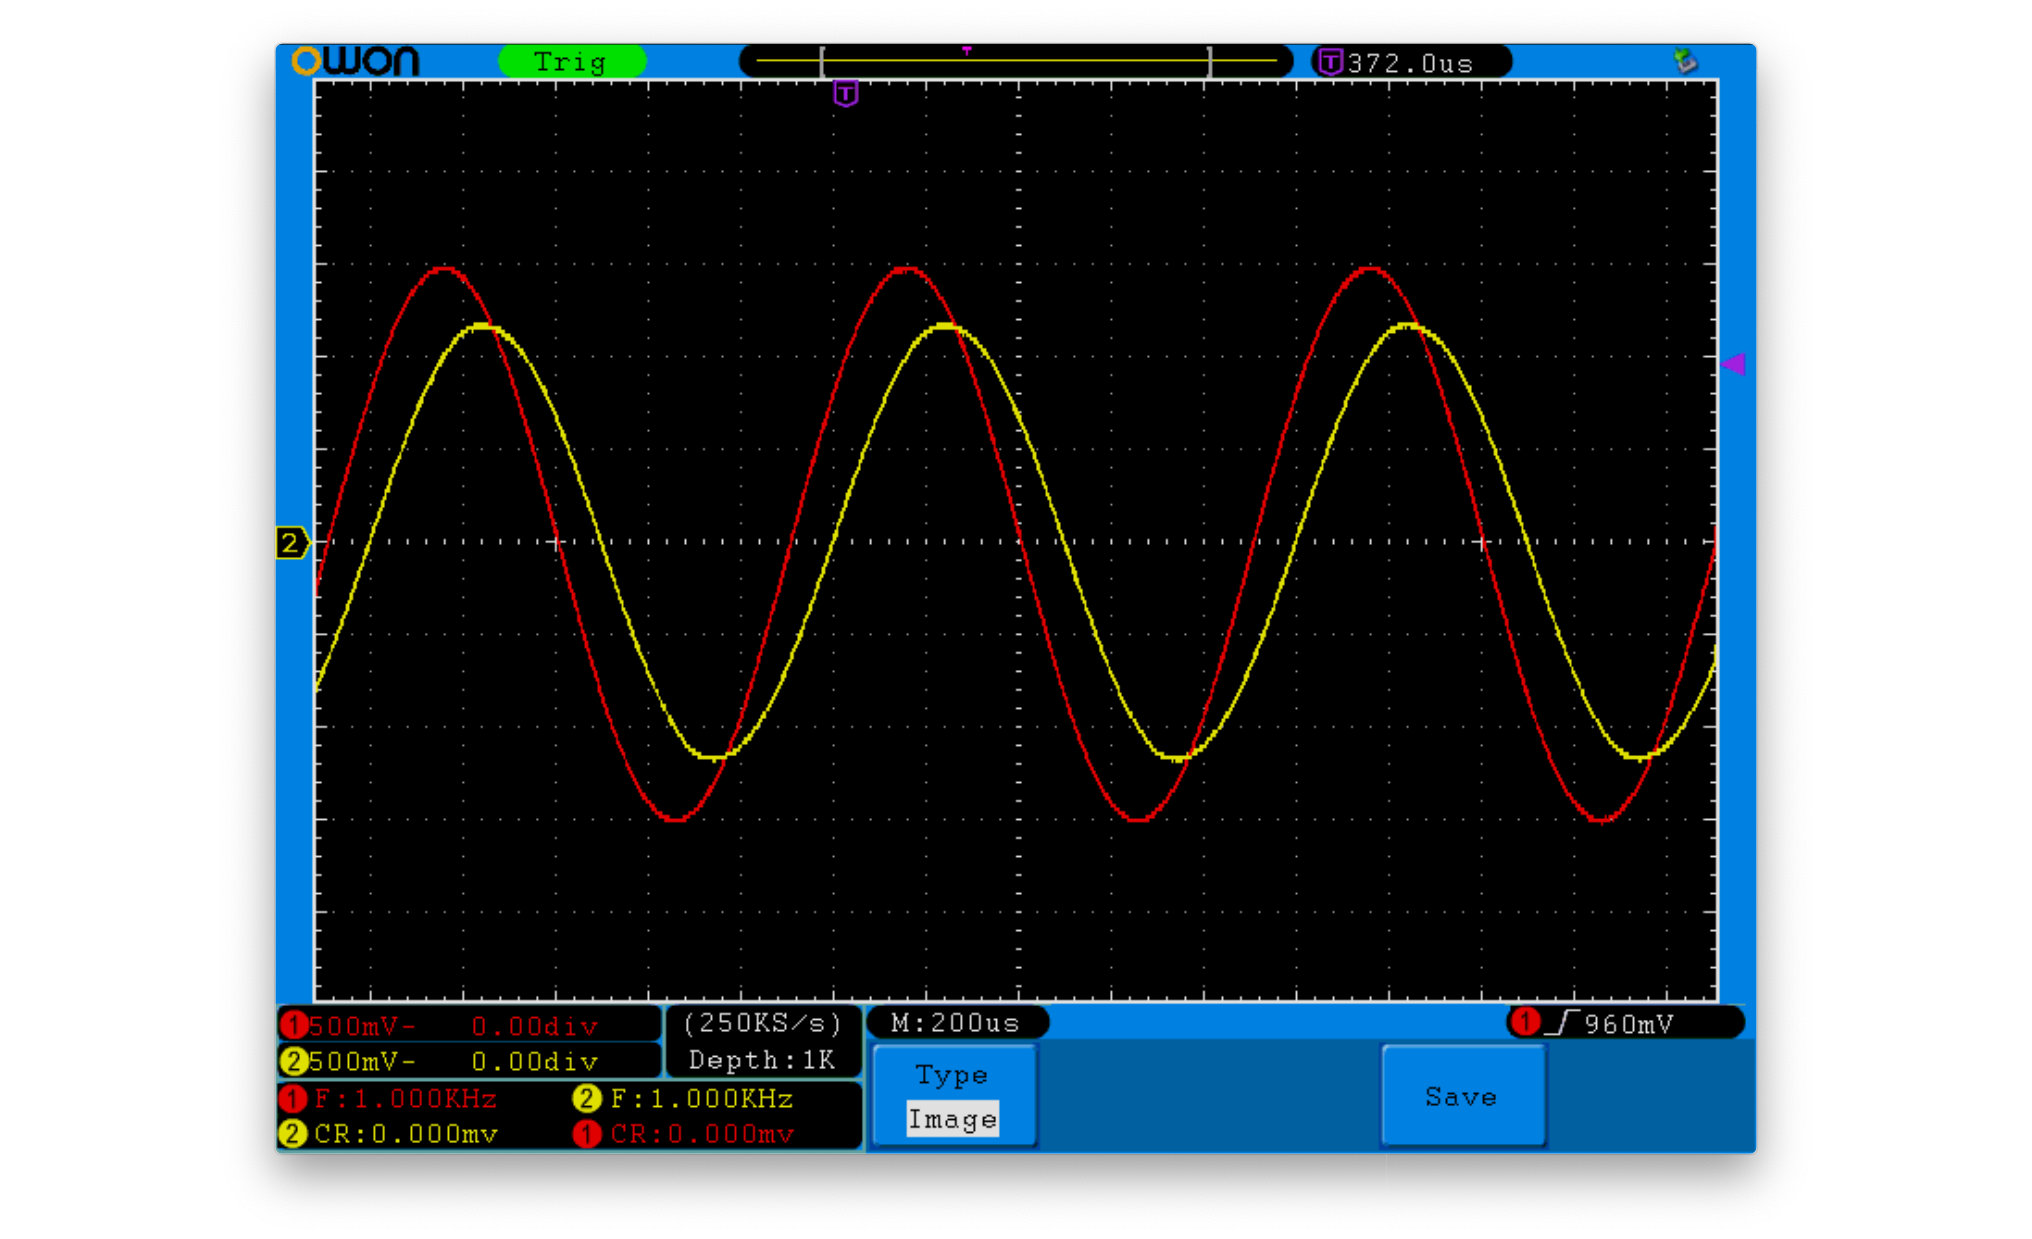 owon Trig T 372.0us
T
2
1 500mV- 0.00div (250KS/s) M:200us 1 960mV
2 500mV- 0.00div Depth:1K
Type
Image
Save
1 F:1.000KHz 2 F:1.000KHz
2 CR:0.000mv 1 CR:0.000mv